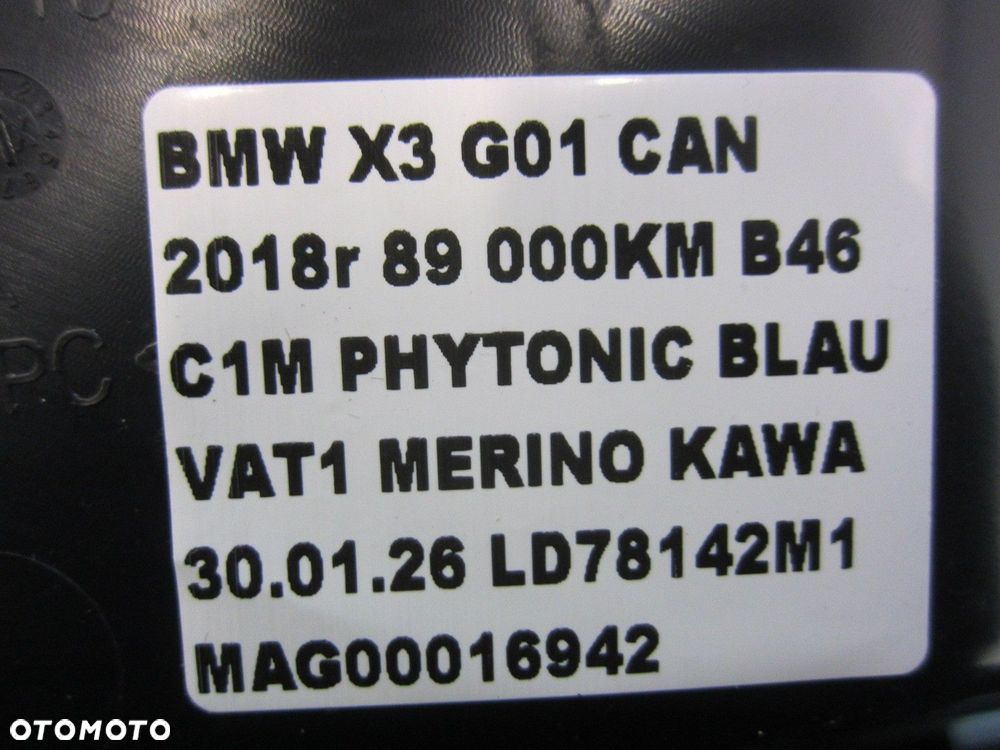 BMW X3 G01 CAN
2018r 89 000KM B46
C1M PHYTONIC BLAU
VAT1 MERINO KAWA
30.01.26 LD78142M1
MAG00016942
PC
OTOMOTO